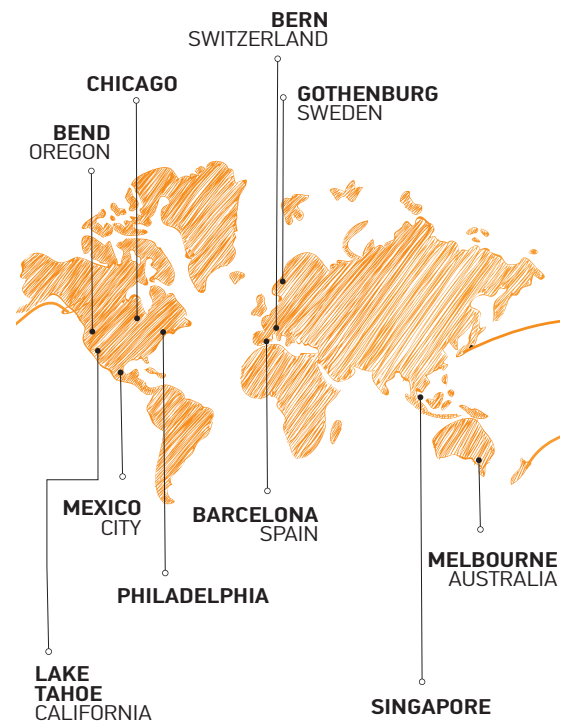 BERN
SWITZERLAND
CHICAGO
GOTHENBURG
SWEDEN
BEND
OREGON
MEXICO
CITY
BARCELONA
SPAIN
MELBOURNE
AUSTRALIA
PHILADELPHIA
LAKE
TAHOE
CALIFORNIA
SINGAPORE